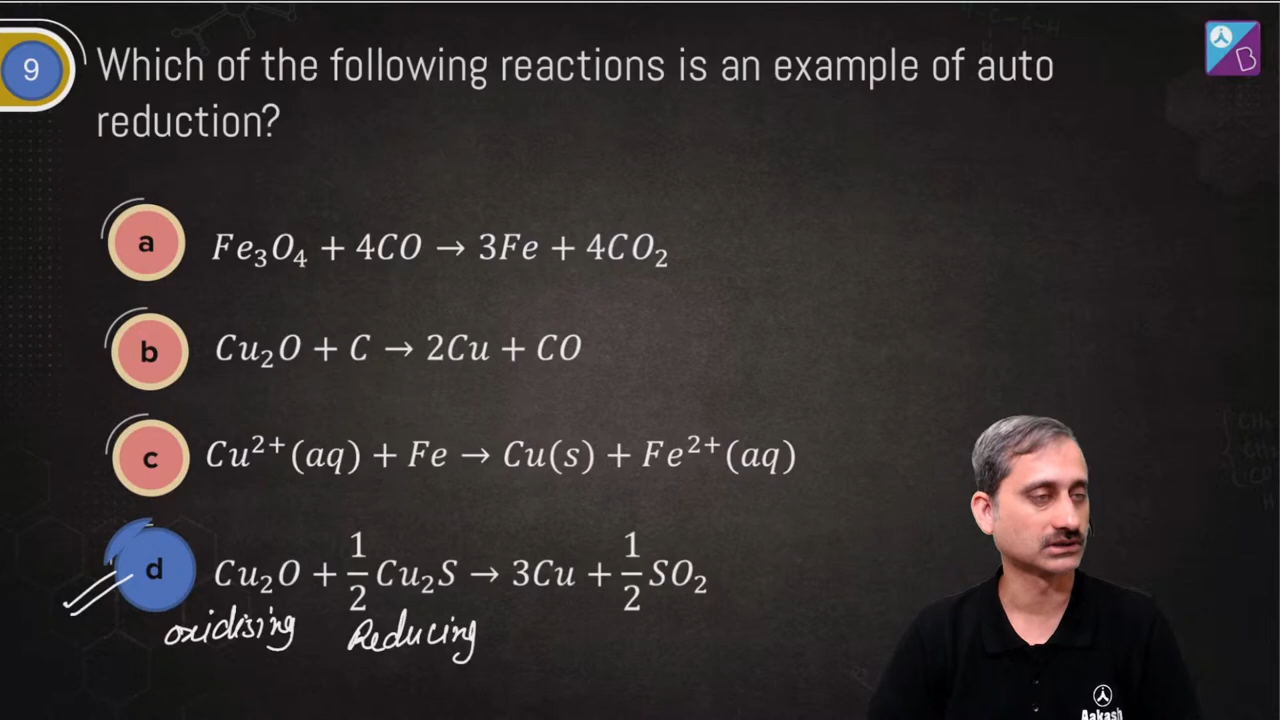 9
Which of the following reactions is an example of auto
reduction?
a Fe₃O₄ + 4CO → 3Fe + 4CO₂
b Cu₂O + C → 2Cu + CO
c Cu²⁺(aq) + Fe → Cu(s) + Fe²⁺(aq)
d Cu₂O + 1/2 Cu₂S → 3Cu + 1/2 SO₂
oxidising Reducing
B
Aakash